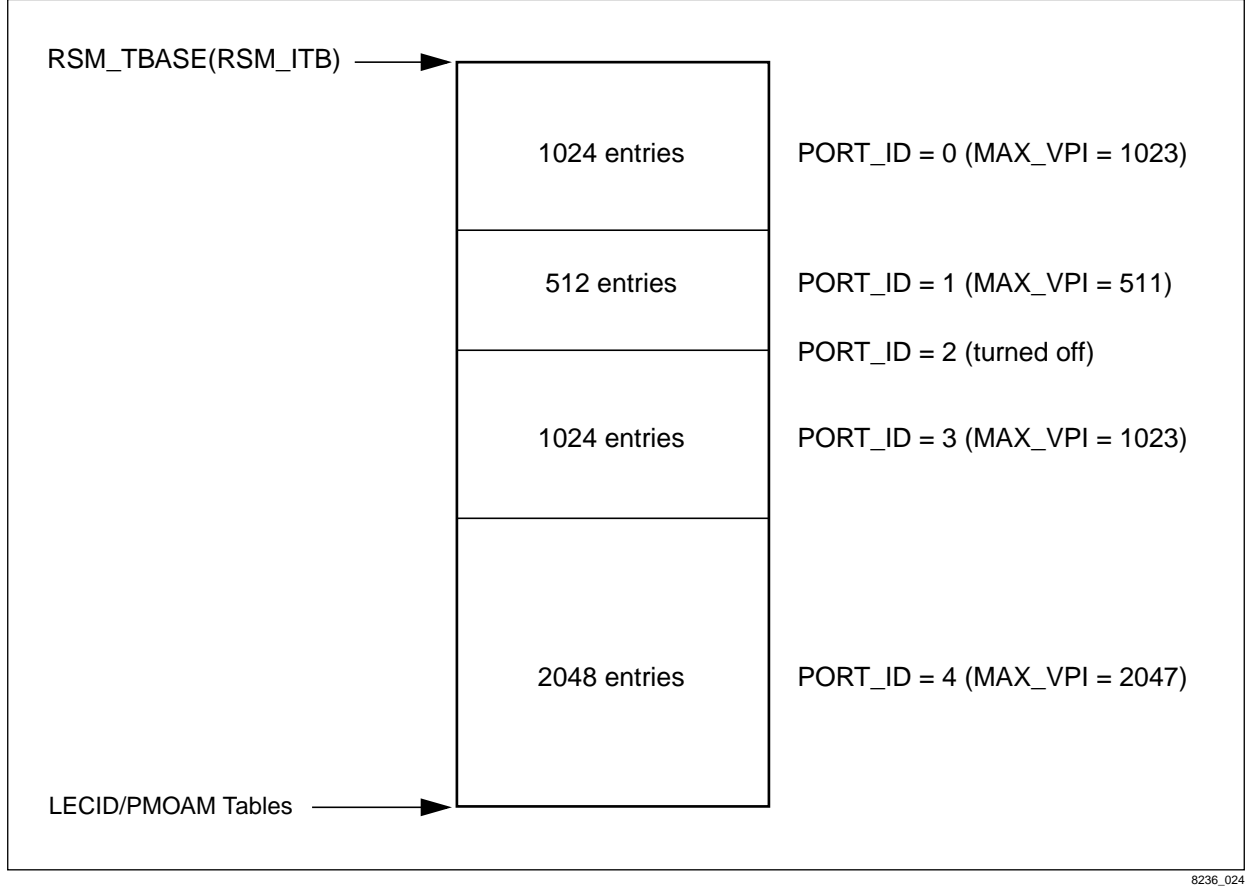 RSM_TBASE(RSM_ITB)
1024 entries PORT_ID = 0 (MAX_VPI = 1023)
512 entries PORT_ID = 1 (MAX_VPI = 511)
PORT_ID = 2 (turned off)
1024 entries PORT_ID = 3 (MAX_VPI = 1023)
2048 entries PORT_ID = 4 (MAX_VPI = 2047)
LECID/PMOAM Tables
8236_024